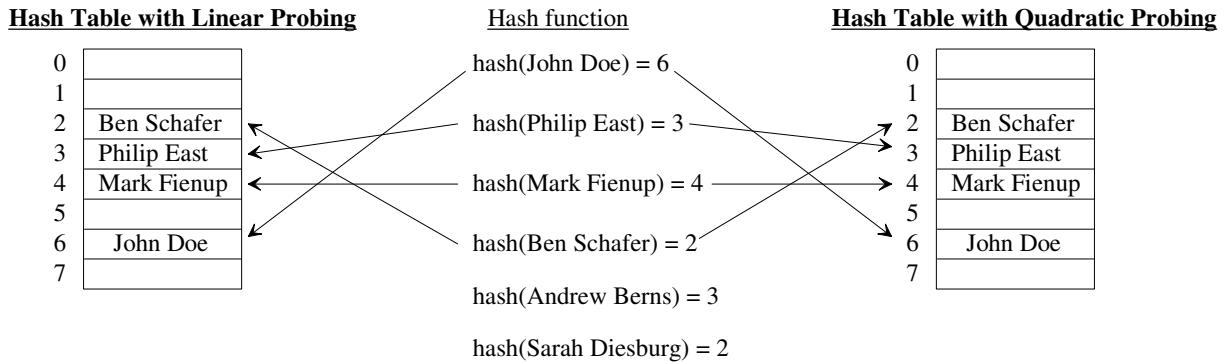 Hash Table with Linear Probing Hash function Hash Table with Quadratic Probing
0 hash(John Doe) = 6 0
1 1
2 Ben Schafer hash(Philip East) = 3 2 Ben Schafer
3 Philip East 3 Philip East
4 Mark Fienup hash(Mark Fienup) = 4 4 Mark Fienup
5 5
6 John Doe hash(Ben Schafer) = 2 6 John Doe
7 7
hash(Andrew Berns) = 3
hash(Sarah Diesburg) = 2